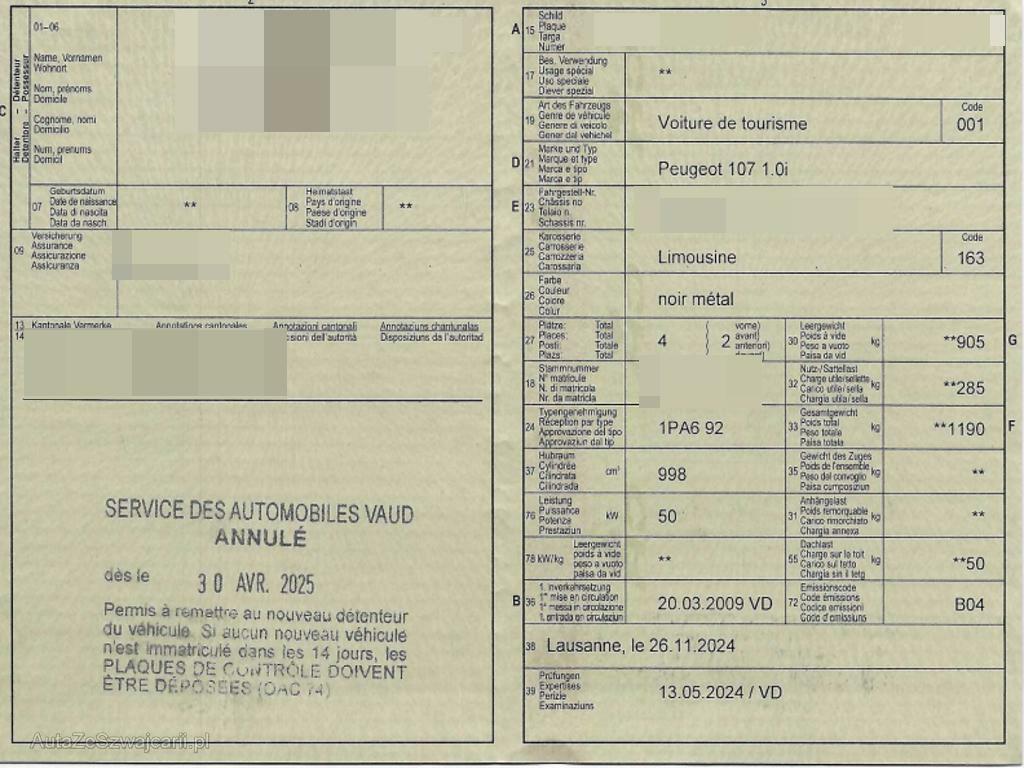 01–06
Halter - Détenteur
Detentore - Possessur
C
Name, Vornamen
Wohnort
Nom, prénoms
Domicile
Cognome, nomi
Domicilio
Num, prenums
Domicil
07
Geburtsdatum
Date de naissance
Data di nascita
Data da nasch.
**
08
Heimatstaat
Pays d'origine
Paese d'origine
Stadi d'origin
**
09
Versicherung
Assurance
Assicurazione
Assicuranza
13
14
Kantonale Vermerke
Annotations cantonales
Annotazioni cantonali
Annotaziuns chantunalas
Disposiziuns da l'autoritad
SERVICE DES AUTOMOBILES VAUD
ANNULÉ
dès le 30 AVR. 2025
Permis à remettre au nouveau détenteur
du véhicule. Si aucun nouveau véhicule
n'est immatriculé dans les 14 jours, les
PLAQUES DE CONTRÔLE DOIVENT
ÊTRE DÉPOSÉES (OAC 74)
AutaZeSzwajcarii.pl
A
15
Schild
Plaque
Targa
Numer
17
Bes. Verwendung
Usage spécial
Uso speciale
Diever spezial
**
19
Art des Fahrzeugs
Genre de véhicule
Genere di veicolo
Gener dal vehichel
Voiture de tourisme
Code
001
D
21
Marke und Typ
Marque et type
Marca e tipo
Marca e tip
Peugeot 107 1.0i
E
23
Fahrgestell-Nr.
Châssis no
Telaio n.
Schassis nr.
25
Karosserie
Carrosserie
Carrozzeria
Carossaria
Limousine
Code
163
26
Farbe
Couleur
Colore
Colur
noir métal
27
Plätze: Total
Places: Total
Posti: Totale
Plazs: Total
4
2
vorne)
avant)
anteriori)
30
Leergewicht
Poids à vide
Peso a vuoto
Paisa da vid
kg
**905
G
18
Stammnummer
N° matricule
N. di matricola
Nr. da matricla
32
Nutz-/Sattellast
Charge utile/sellette
Carico utile/sella
Chargia utila/sella
kg
**285
24
Typengenehmigung
Réception par type
Approvazione del tipo
Approvaziun dal tip
1PA6 92
33
Gesamtgewicht
Poids total
Peso totale
Paisa totala
kg
**1190
F
37
Hubraum
Cylindrée
Cilindrata
Cilindrada
cm³
998
35
Gewicht des Zuges
Poids de l'ensemble
Peso del convoglio
Paisa cumposiziun
kg
**
76
Leistung
Puissance
Potenza
Prestaziun
kW
50
31
Anhängelast
Poids remorquable
Carico rimorchiato
Chargia annexa
kg
**
78 kW/kg
Leergewicht
poids à vide
peso a vuoto
paisa da vid
**
55
Dachlast
Charge sur le toit
Carico sul tetto
Chargia sin il tetg
kg
**50
B
36
1. Inverkehrsetzung
1re mise en circulation
1a messa in circolazione
1. entrada en circulaziun
20.03.2009 VD
72
Emissionscode
Code émissions
Codice emissioni
Code d'emissiuns
B04
38
Lausanne, le 26.11.2024
39
Prüfungen
Expertises
Perizie
Examinaziuns
13.05.2024 / VD